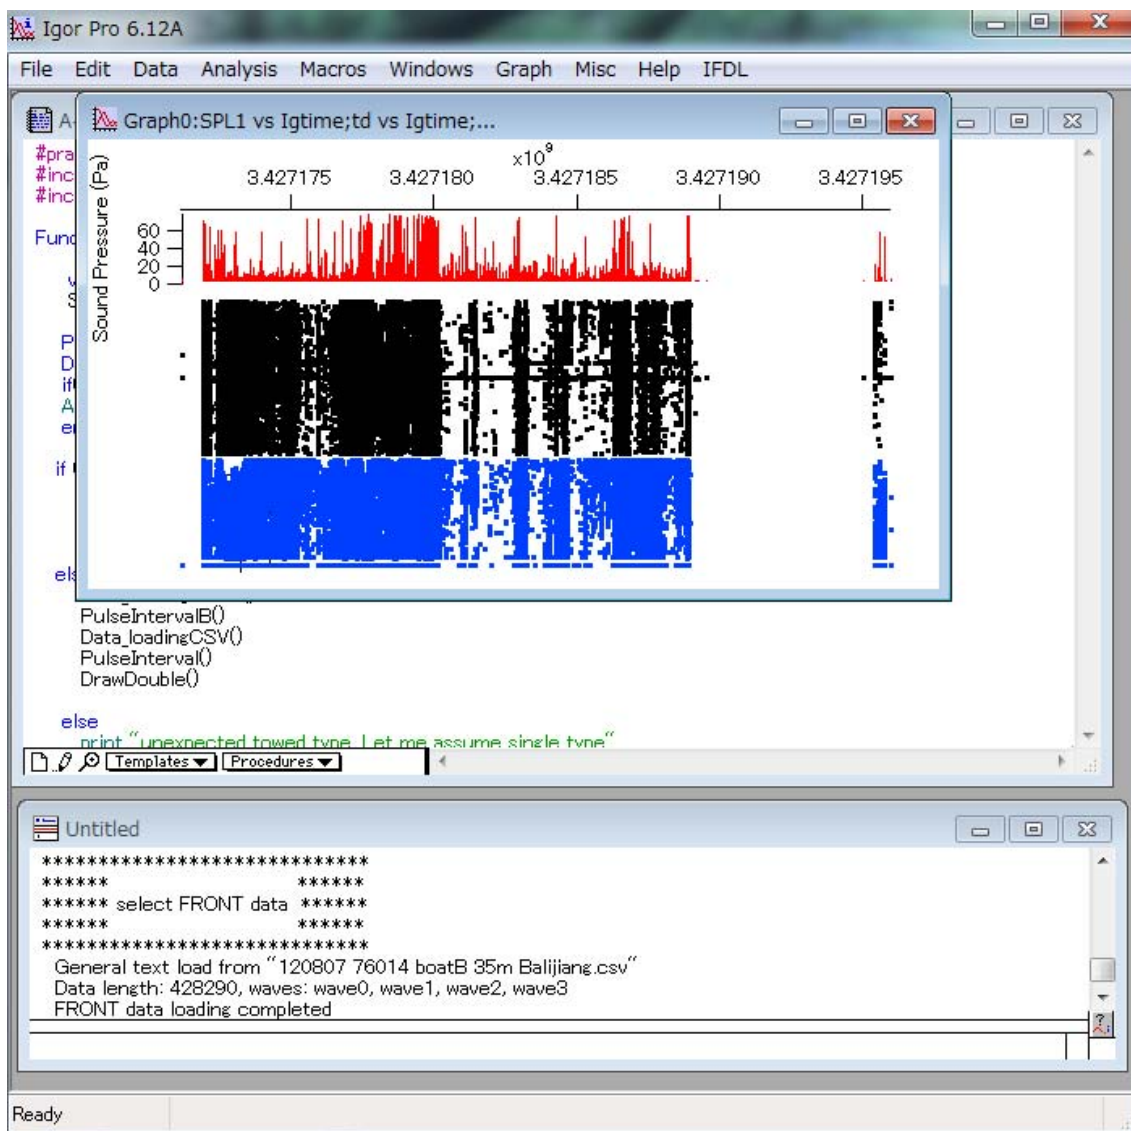 Igor Pro 6.12A
File Edit Data Analysis Macros Windows Graph Misc Help IFDL
A-
Graph0:SPL1 vs Igtime;td vs Igtime;...
#pra
#inc
#inc
Func
S
P
D
if
A
if
els
x10⁹
3.427175 3.427180 3.427185 3.427190 3.427195
Sound Pressure (Pa)
60
40
20
0
PulseIntervalB()
Data_loadingCSV()
PulseInterval()
DrawDouble()
else
print "unexpected towed type. Let me assume single type"
Templates Procedures
Untitled
*****************************
****** ******
****** select FRONT data ******
****** ******
*****************************
General text load from "120807 76014 boatB 35m Balijiang.csv"
Data length: 428290, waves: wave0, wave1, wave2, wave3
FRONT data loading completed
Ready